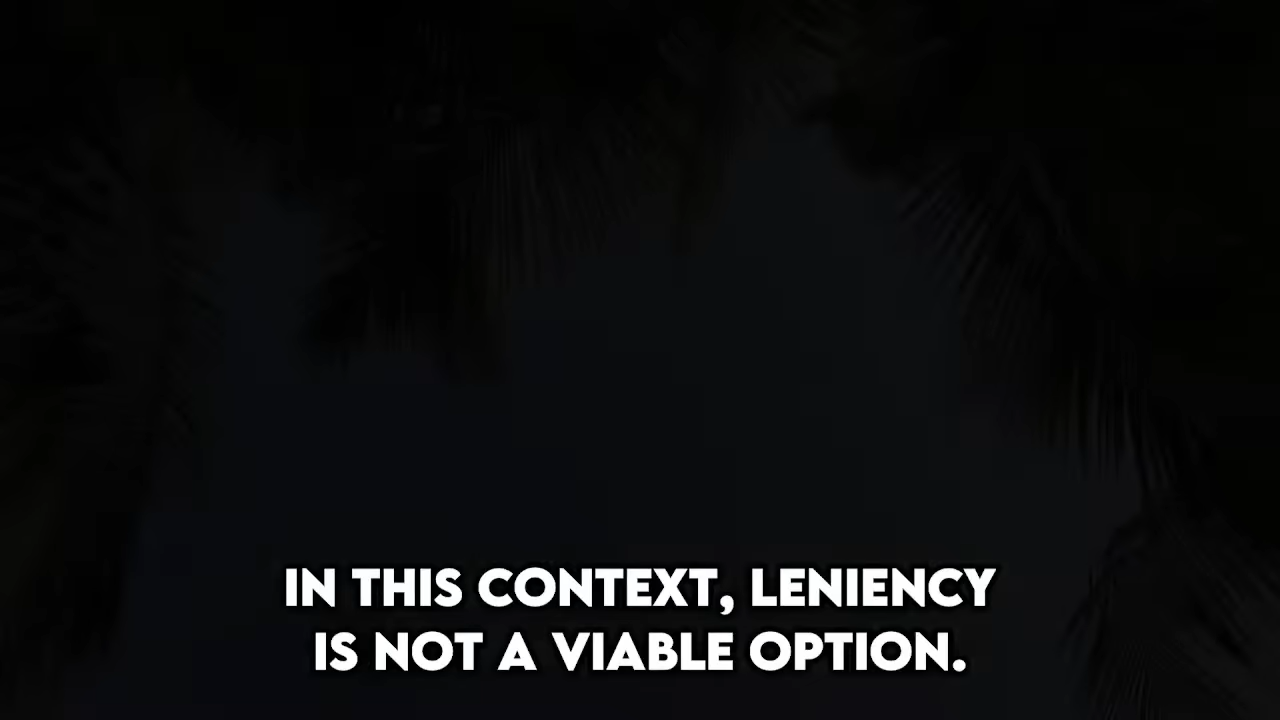 IN THIS CONTEXT, LENIENCY
IS NOT A VIABLE OPTION.